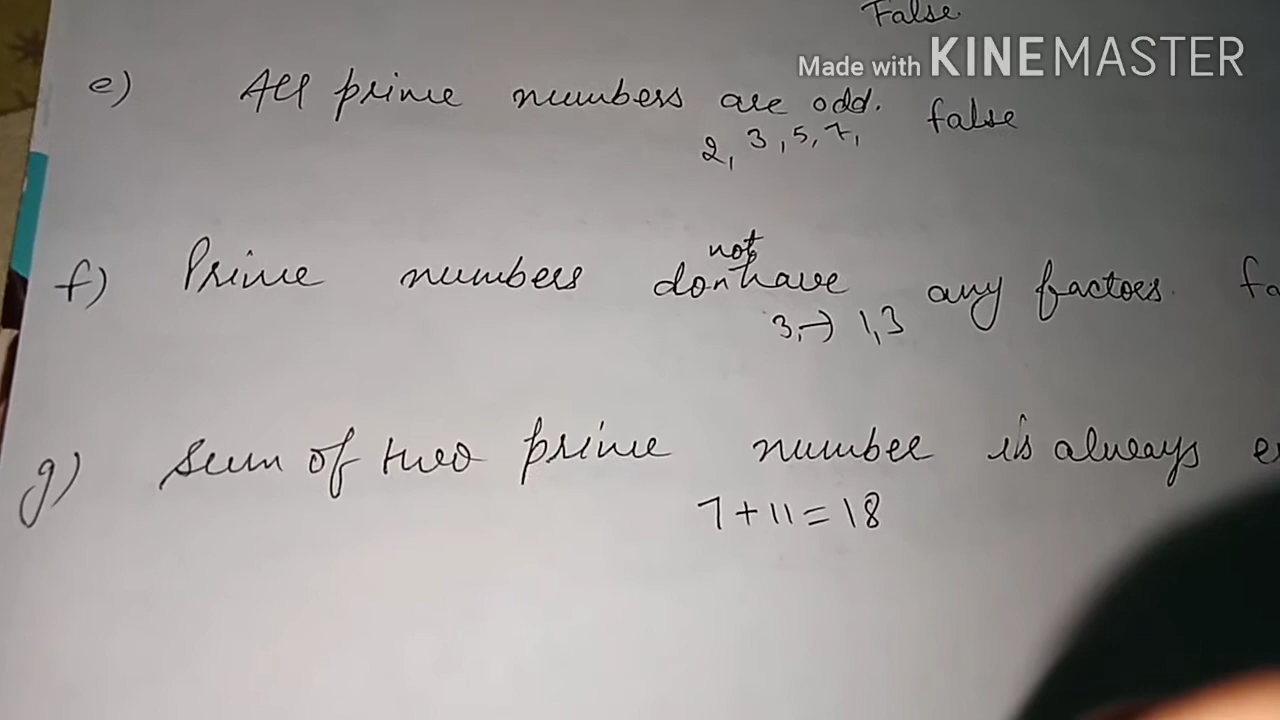 False.
Made with KINEMASTER
e) All prime numbers are odd. false
2, 3, 5, 7,
not
f) Prime numbers don't have any factors. fa
3, → 1,3
g) Sum of two prime number is always e
7 + 11 = 18